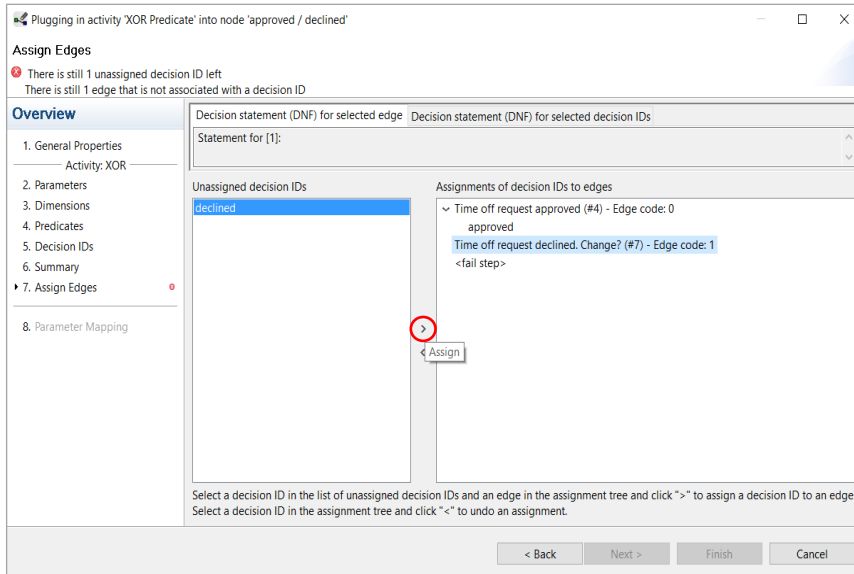 Plugging in activity 'XOR Predicate' into node 'approved / declined'
Assign Edges
There is still 1 unassigned decision ID left
There is still 1 edge that is not associated with a decision ID
Overview
1. General Properties
Activity: XOR
2. Parameters
3. Dimensions
4. Predicates
5. Decision IDs
6. Summary
7. Assign Edges
8. Parameter Mapping
Decision statement (DNF) for selected edge
Decision statement (DNF) for selected decision IDs
Statement for [1]:
Unassigned decision IDs
declined
>
<
Assign
Assignments of decision IDs to edges
Time off request approved (#4) - Edge code: 0
approved
Time off request declined. Change? (#7) - Edge code: 1
<fail step>
Select a decision ID in the list of unassigned decision IDs and an edge in the assignment tree and click ">" to assign a decision ID to an edge
Select a decision ID in the assignment tree and click "<" to undo an assignment.
< Back
Next >
Finish
Cancel